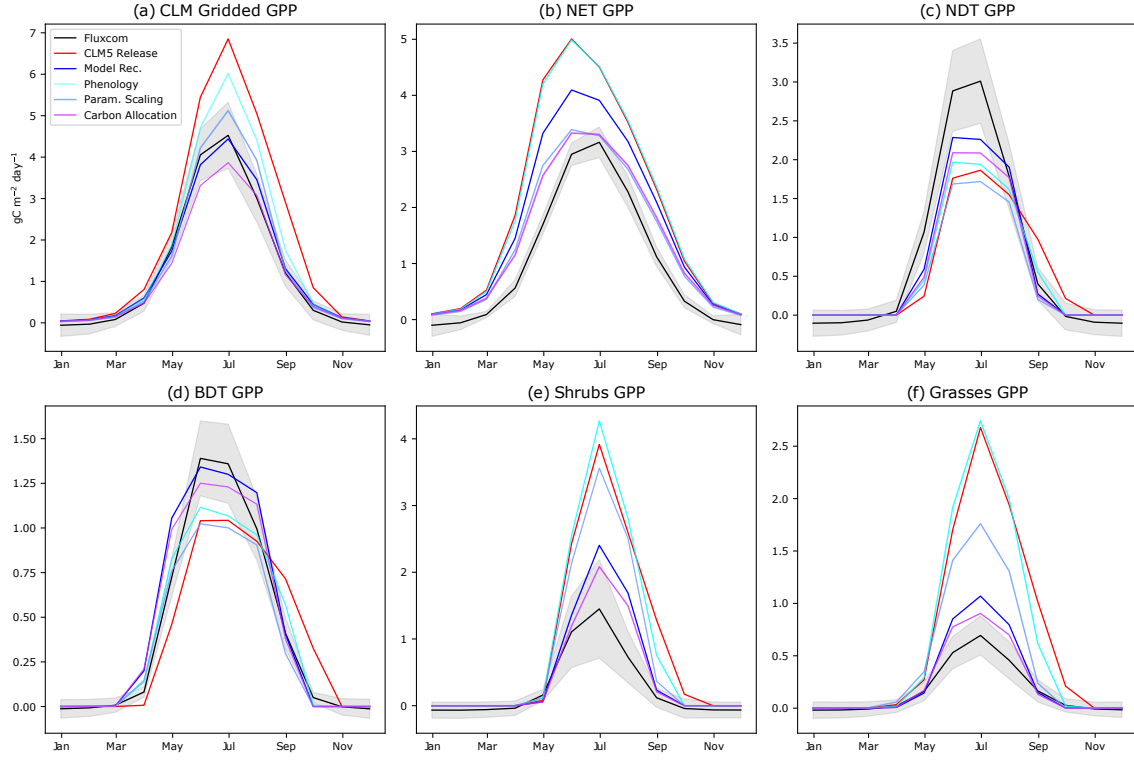 (a) CLM Gridded GPP
(b) NET GPP
(c) NDT GPP
Fluxcom
CLM5 Release
Model Rec.
Phenology
Param. Scaling
Carbon Allocation
gC m⁻² day⁻¹
7
6
5
4
3
2
1
0
Jan Mar May Jul Sep Nov
5
4
3
2
1
0
Jan Mar May Jul Sep Nov
3.5
3.0
2.5
2.0
1.5
1.0
0.5
0.0
Jan Mar May Jul Sep Nov
(d) BDT GPP
(e) Shrubs GPP
(f) Grasses GPP
1.50
1.25
1.00
0.75
0.50
0.25
0.00
Jan Mar May Jul Sep Nov
4
3
2
1
0
Jan Mar May Jul Sep Nov
2.5
2.0
1.5
1.0
0.5
0.0
Jan Mar May Jul Sep Nov